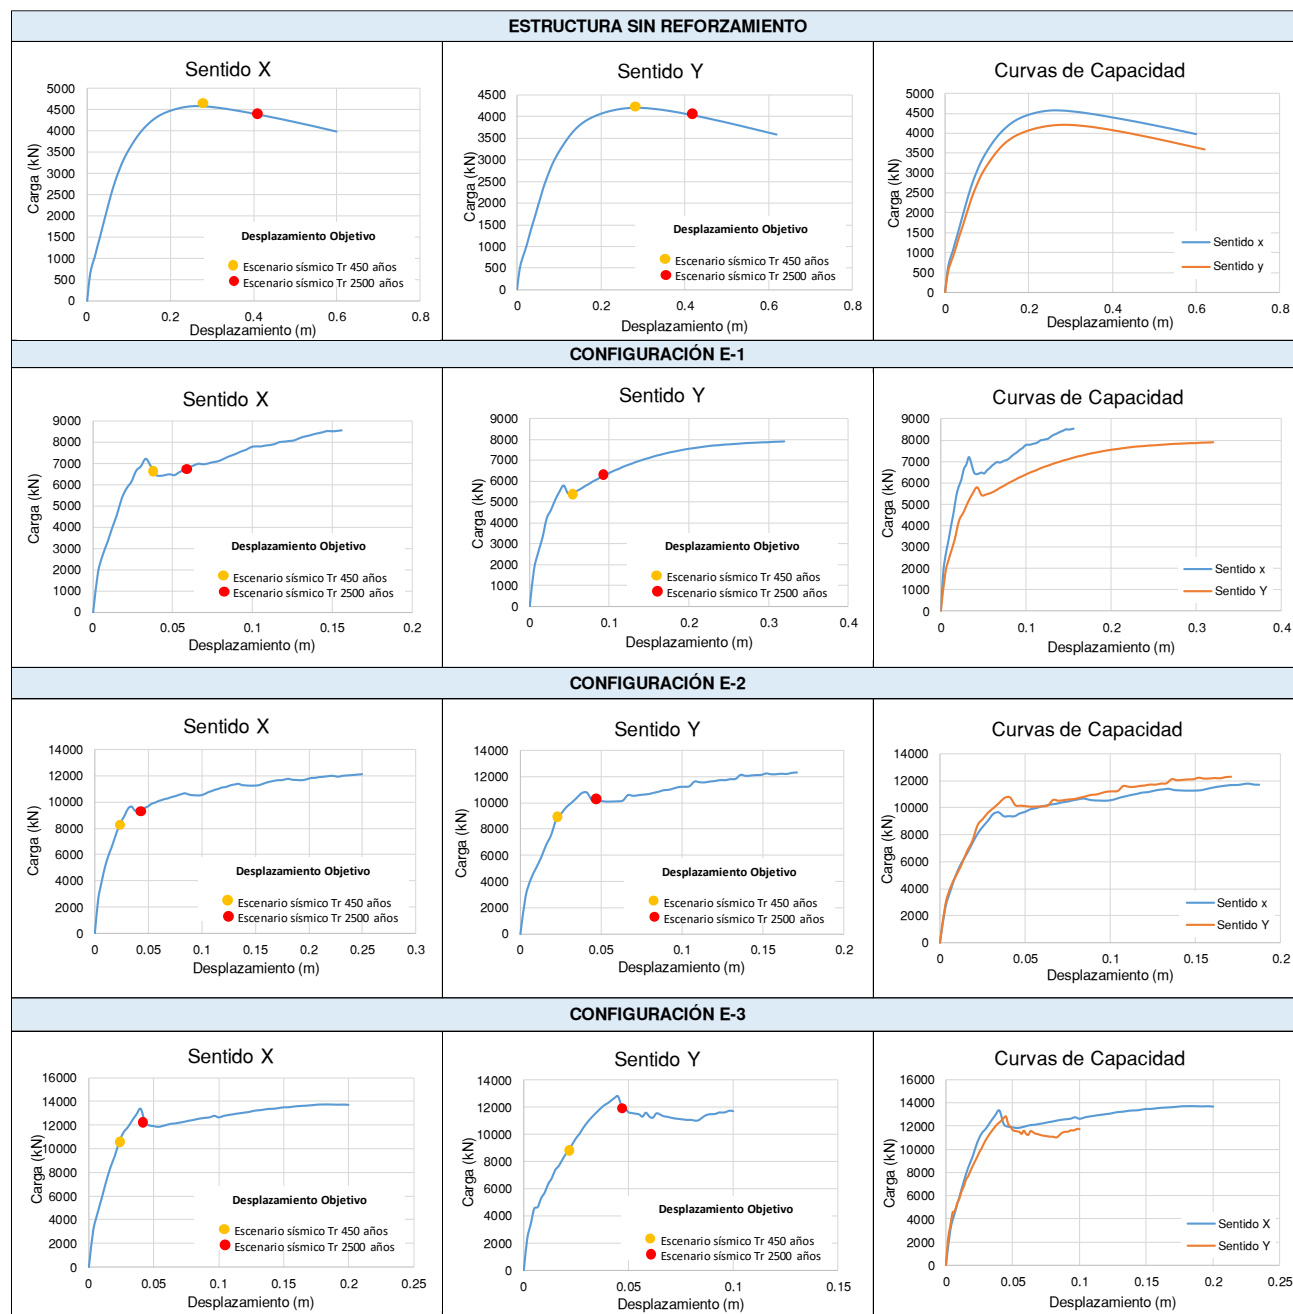 ESTRUCTURA SIN REFORZAMIENTO
Sentido X
Carga (kN)
5000
4500
4000
3500
3000
2500
2000
1500
1000
500
0
0 0.2 0.4 0.6 0.8
Desplazamiento (m)
Desplazamiento Objetivo
Escenario sísmico Tr 450 años
Escenario sísmico Tr 2500 años
Sentido Y
Carga (kN)
4500
4000
3500
3000
2500
2000
1500
1000
500
0
0 0.2 0.4 0.6 0.8
Desplazamiento (m)
Desplazamiento Objetivo
Escenario sísmico Tr 450 años
Escenario sísmico Tr 2500 años
Curvas de Capacidad
Carga (kN)
5000
4500
4000
3500
3000
2500
2000
1500
1000
500
0
0 0.2 0.4 0.6 0.8
Desplazamiento (m)
Sentido x
Sentido y
CONFIGURACIÓN E-1
Sentido X
Carga (kN)
9000
8000
7000
6000
5000
4000
3000
2000
1000
0
0 0.05 0.1 0.15 0.2
Desplazamiento (m)
Desplazamiento Objetivo
Escenario sísmico Tr 450 años
Escenario sísmico Tr 2500 años
Sentido Y
Carga (kN)
9000
8000
7000
6000
5000
4000
3000
2000
1000
0
0 0.1 0.2 0.3 0.4
Desplazamiento (m)
Desplazamiento Objetivo
Escenario sísmico Tr 450 años
Escenario sísmico Tr 2500 años
Curvas de Capacidad
Carga (kN)
9000
8000
7000
6000
5000
4000
3000
2000
1000
0
0 0.1 0.2 0.3 0.4
Desplazamiento (m)
Sentido x
Sentido Y
CONFIGURACIÓN E-2
Sentido X
Carga (kN)
14000
12000
10000
8000
6000
4000
2000
0
0 0.05 0.1 0.15 0.2 0.25 0.3
Desplazamiento (m)
Desplazamiento Objetivo
Escenario sísmico Tr 450 años
Escenario sísmico Tr 2500 años
Sentido Y
Carga (kN)
14000
12000
10000
8000
6000
4000
2000
0
0 0.05 0.1 0.15 0.2
Desplazamiento (m)
Desplazamiento Objetivo
Escenario sísmico Tr 450 años
Escenario sísmico Tr 2500 años
Curvas de Capacidad
Carga (kN)
14000
12000
10000
8000
6000
4000
2000
0
0 0.05 0.1 0.15 0.2
Desplazamiento (m)
Sentido x
Sentido Y
CONFIGURACIÓN E-3
Sentido X
Carga (kN)
16000
14000
12000
10000
8000
6000
4000
2000
0
0 0.05 0.1 0.15 0.2 0.25
Desplazamiento (m)
Desplazamiento Objetivo
Escenario sísmico Tr 450 años
Escenario sísmico Tr 2500 años
Sentido Y
Carga (kN)
14000
12000
10000
8000
6000
4000
2000
0
0 0.05 0.1 0.15
Desplazamiento (m)
Desplazamiento Objetivo
Escenario sísmico Tr 450 años
Escenario sísmico Tr 2500 años
Curvas de Capacidad
Carga (kN)
16000
14000
12000
10000
8000
6000
4000
2000
0
0 0.05 0.1 0.15 0.2 0.25
Desplazamiento (m)
Sentido X
Sentido Y